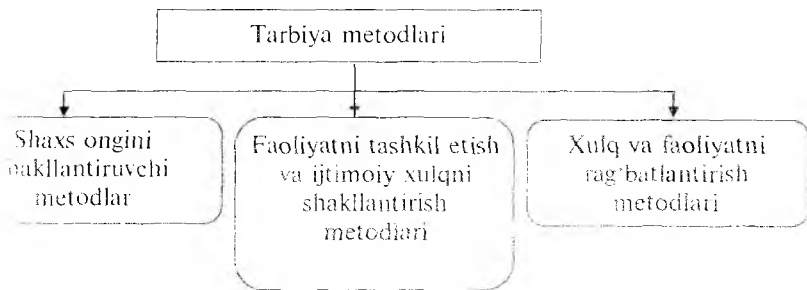 Tarbiya metodlari
Shaxs ongini
hakllantiruvchi
metodlar
Faoliyatni tashkil etish
va ijtimoiy xulqni
shakllantirish
metodlari
Xulq va faoliyatni
rag'batlantirish
metodlari